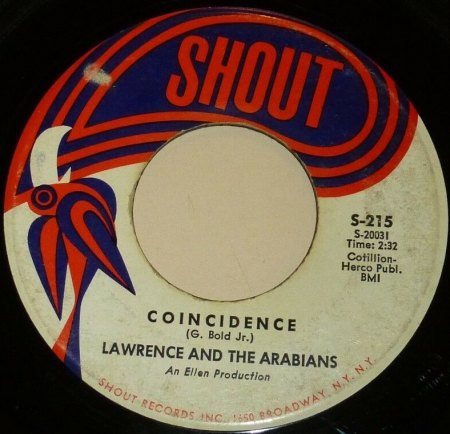 SHOUT
S-215
S-20031
Time: 2:32
Cotillion-
Herco Publ.
BMI
COINCIDENCE
(G. Bold Jr.)
LAWRENCE AND THE ARABIANS
An Ellen Production
SHOUT RECORDS INC. 1650 BROADWAY, N.Y. N.Y.